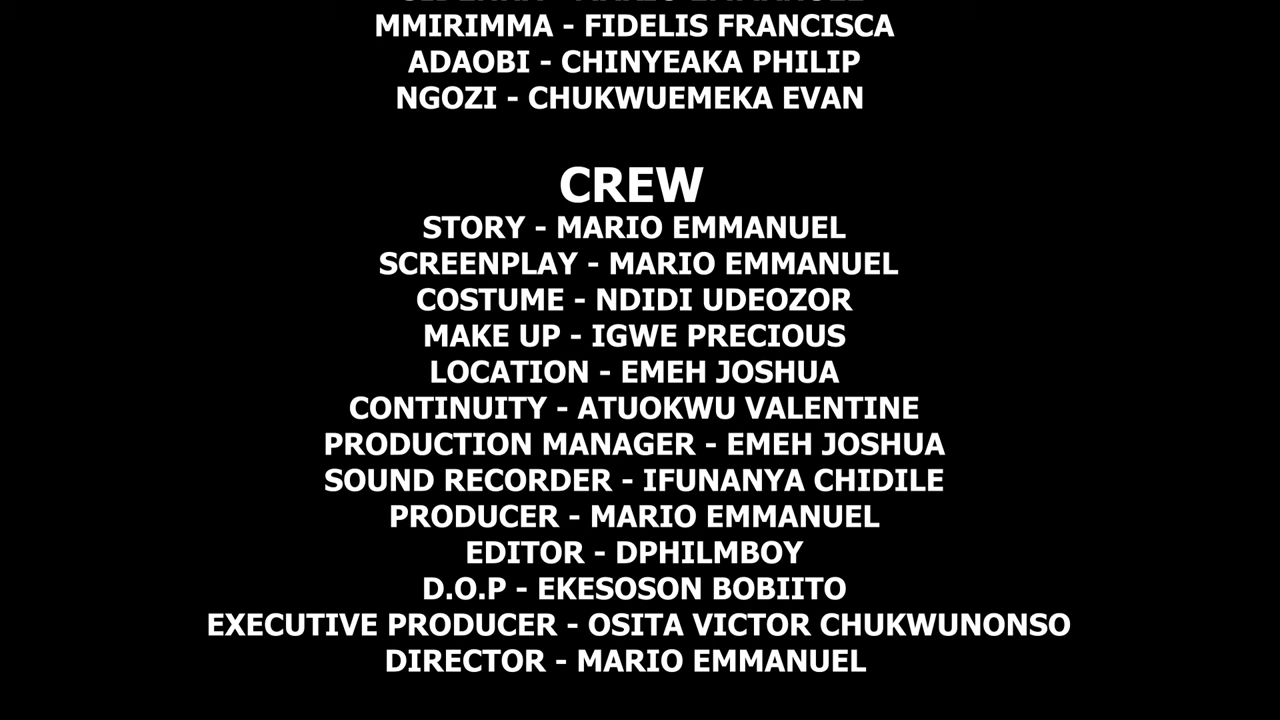 MMIRIMMA - FIDELIS FRANCISCA
ADAOBI - CHINYEAKA PHILIP
NGOZI - CHUKWUEMEKA EVAN
CREW
STORY - MARIO EMMANUEL
SCREENPLAY - MARIO EMMANUEL
COSTUME - NDIDI UDEOZOR
MAKE UP - IGWE PRECIOUS
LOCATION - EMEH JOSHUA
CONTINUITY - ATUOKWU VALENTINE
PRODUCTION MANAGER - EMEH JOSHUA
SOUND RECORDER - IFUNANYA CHIDILE
PRODUCER - MARIO EMMANUEL
EDITOR - DPHILMBOY
D.O.P - EKESOSON BOBIITO
EXECUTIVE PRODUCER - OSITA VICTOR CHUKWUNONSO
DIRECTOR - MARIO EMMANUEL